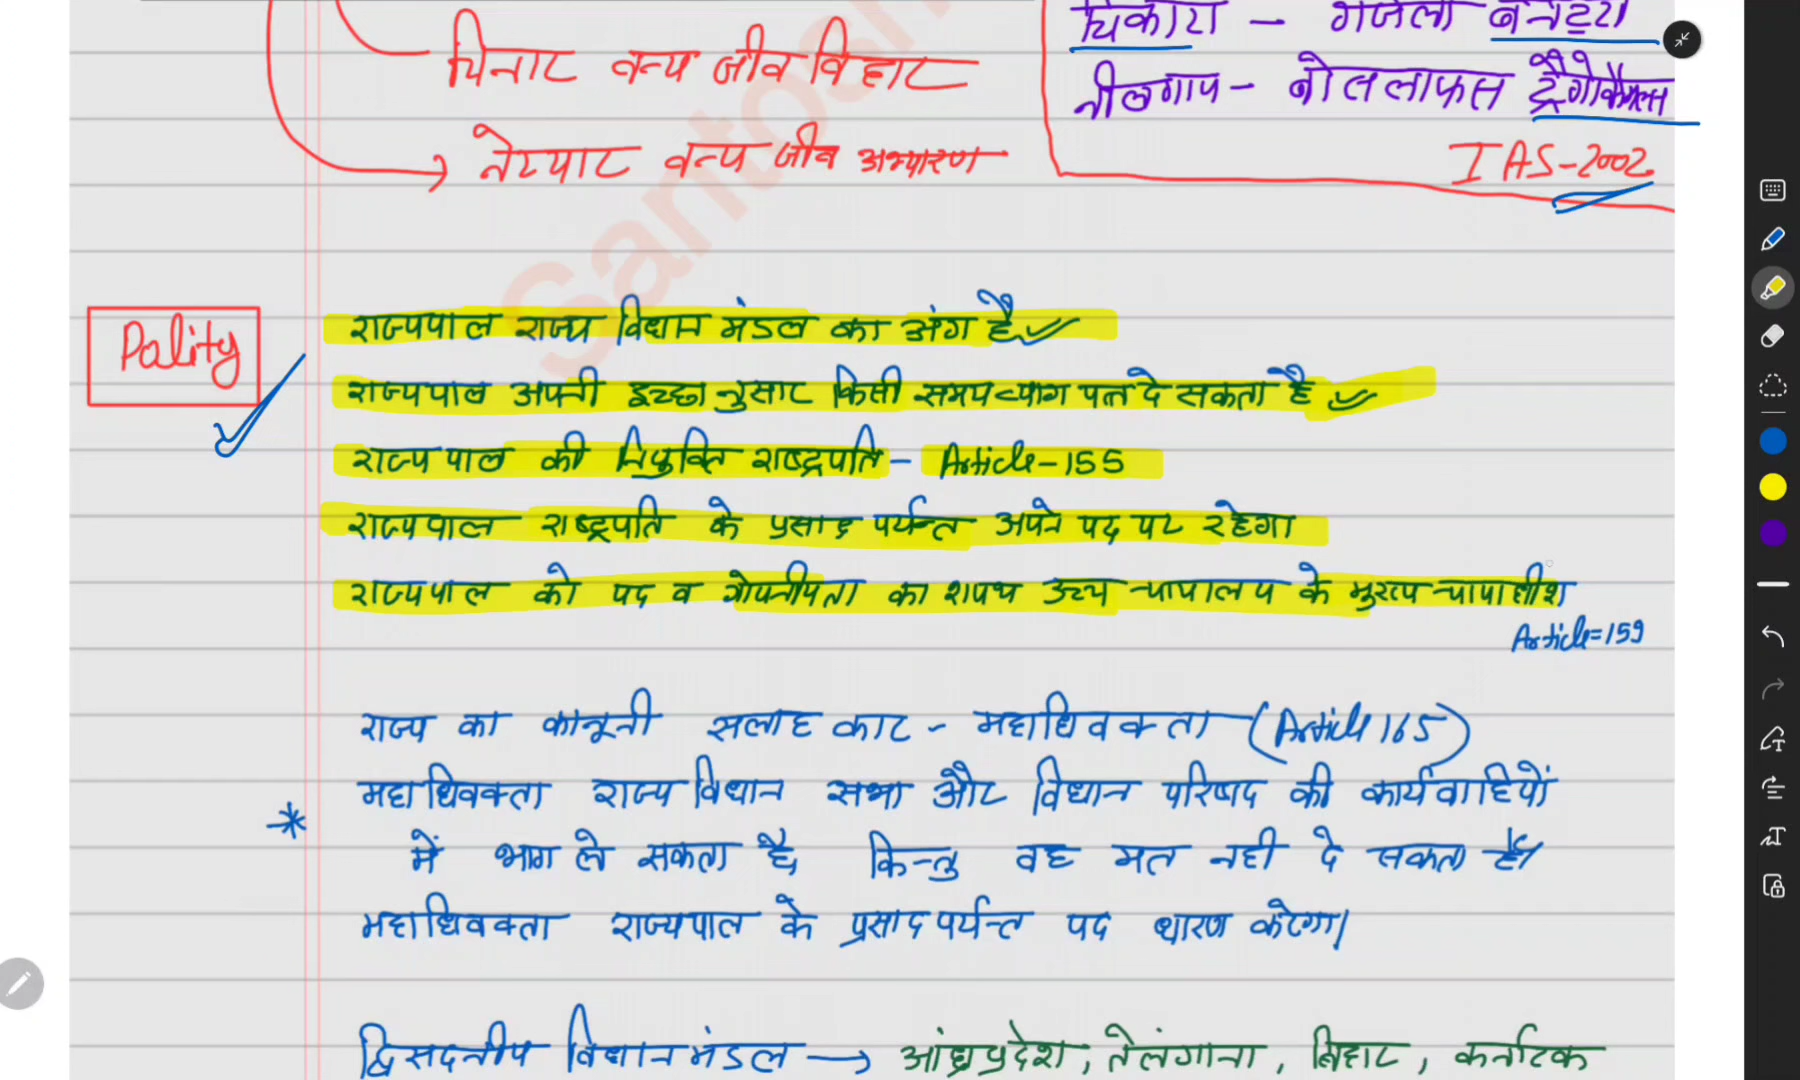 चिकारा - गजेला बेनेट्टी
चिनार वन्य जीव विहार
नीलगाय - बोसलाफस ट्रैगोकैमल्स
नेय्यार वन्य जीव अभ्यारण
IAS-2002
Santosh
Pality
राज्यपाल राज्य विधान मंडल का अंग है
राज्यपाल अपनी इच्छानुसार किसी समय त्याग पत्र दे सकता है
राज्यपाल की नियुक्ति राष्ट्रपति - Article-155
राज्यपाल राष्ट्रपति के प्रसाद पर्यन्त अपने पद पर रहेगा
राज्यपाल को पद व गोपनीयता का शपथ उच्च न्यायालय के मुख्य न्यायाधीश
Article=159
राज्य का कानूनी सलाहकार - महाधिवक्ता (Article 165)
महाधिवक्ता राज्य विधान सभा और विधान परिषद की कार्यवाहियों
* में भाग ले सकता है, किन्तु वह मत नही दे सकता है।
महाधिवक्ता राज्यपाल के प्रसाद पर्यन्त पद धारण करेगा।
द्विसदनीय विधानमंडल → आंध्रप्रदेश, तेलंगाना, बिहार, कर्नाटक